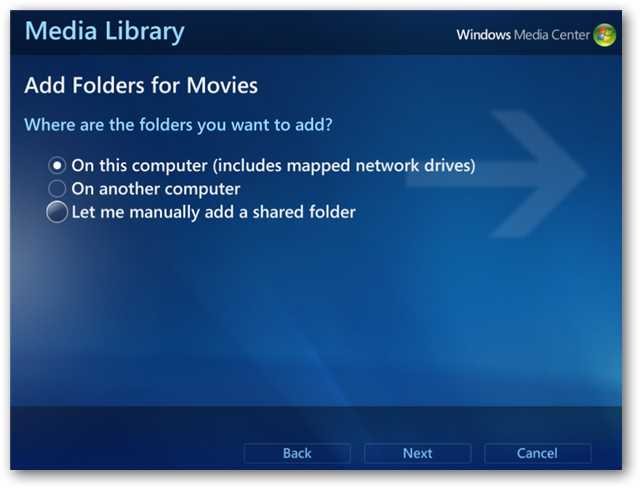 Media Library
Windows Media Center
Add Folders for Movies
Where are the folders you want to add?
On this computer (includes mapped network drives)
On another computer
Let me manually add a shared folder
Back
Next
Cancel